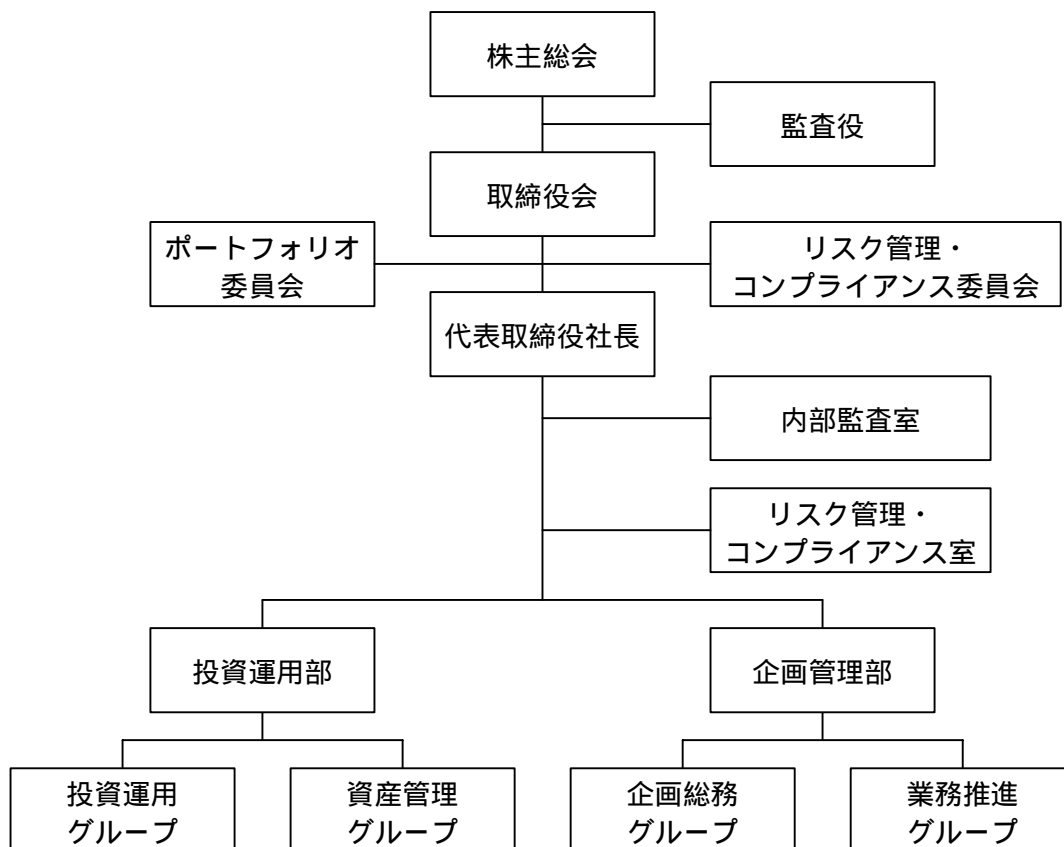 株主総会
監査役
取締役会
ポートフォリオ
委員会
リスク管理・
コンプライアンス委員会
代表取締役社長
内部監査室
リスク管理・
コンプライアンス室
投資運用部
企画管理部
投資運用
グループ
資産管理
グループ
企画総務
グループ
業務推進
グループ